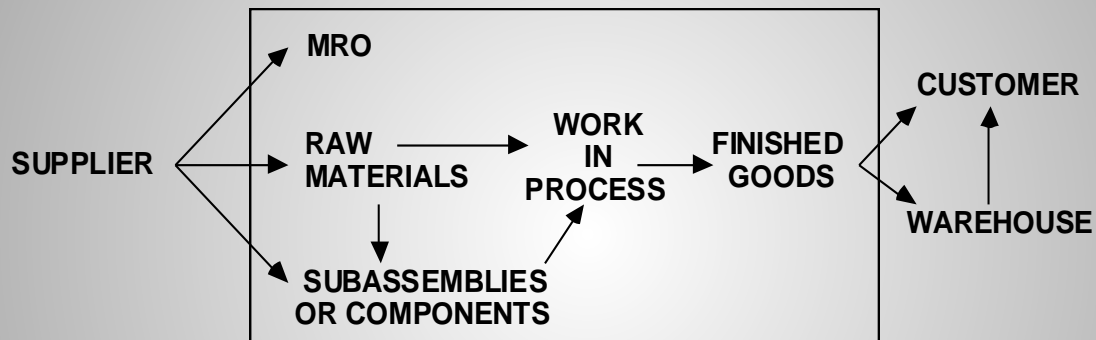 MRO
SUPPLIER
RAW
MATERIALS
SUBASSEMBLIES
OR COMPONENTS
WORK
IN
PROCESS
FINISHED
GOODS
CUSTOMER
WAREHOUSE